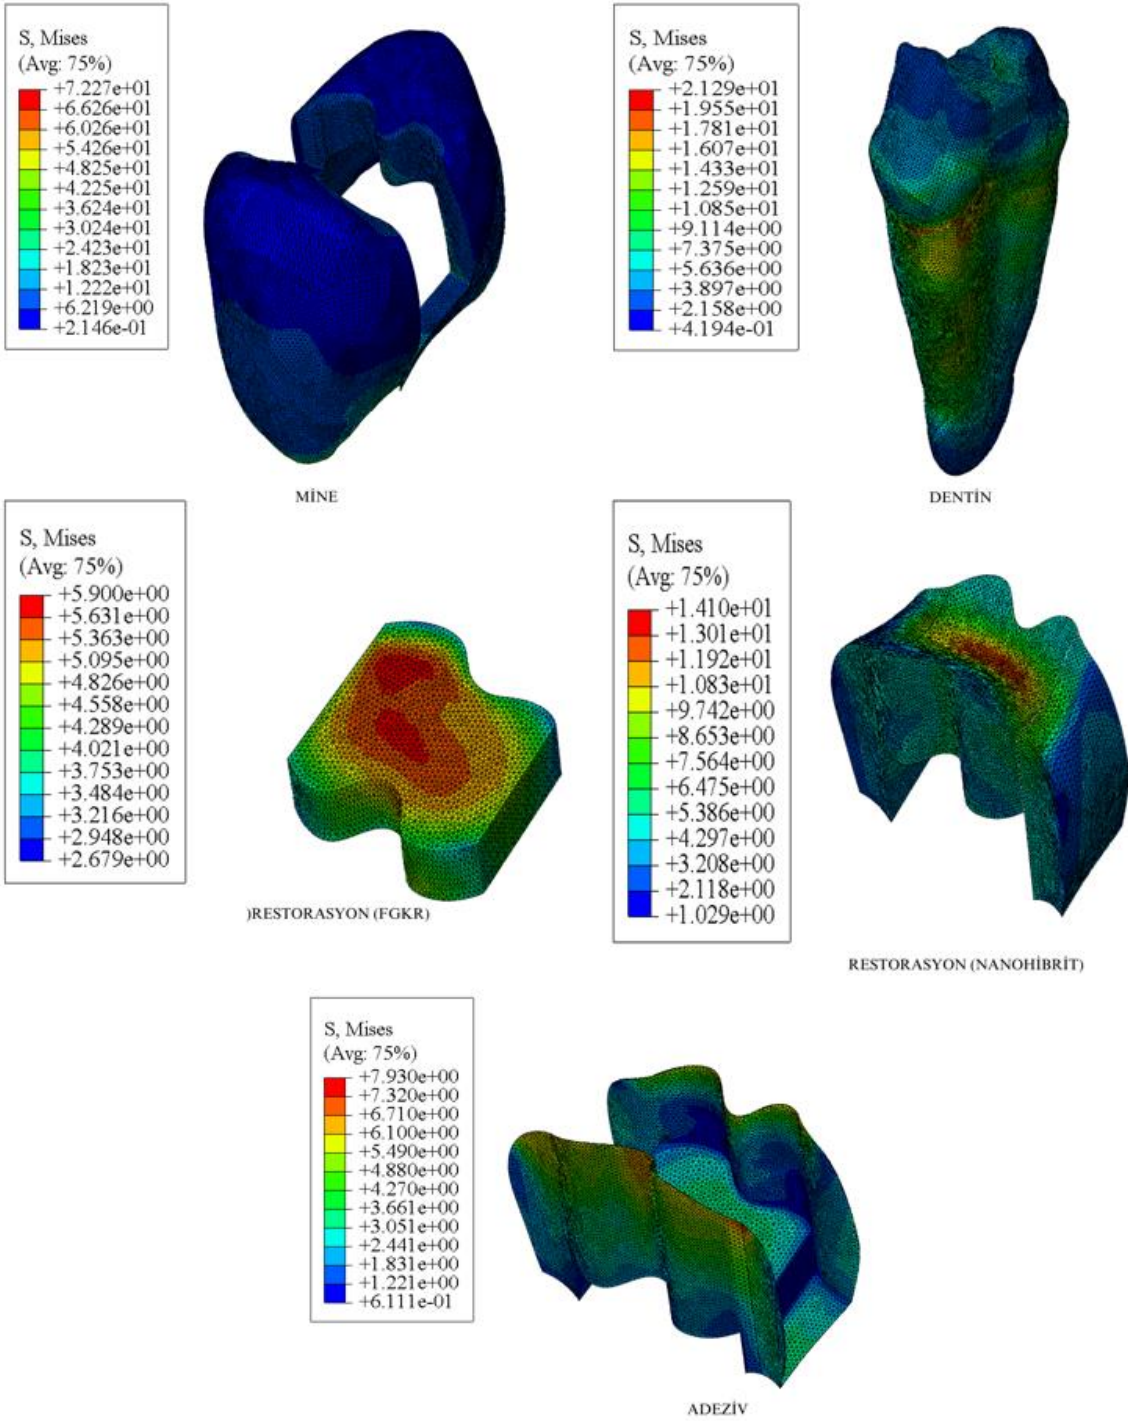 S, Mises
(Avg: 75%)
+7.227e+01
+6.626e+01
+6.026e+01
+5.426e+01
+4.825e+01
+4.225e+01
+3.624e+01
+3.024e+01
+2.423e+01
+1.823e+01
+1.222e+01
+6.219e+00
+2.146e-01
MİNE
S, Mises
(Avg: 75%)
+2.129e+01
+1.955e+01
+1.781e+01
+1.607e+01
+1.433e+01
+1.259e+01
+1.085e+01
+9.114e+00
+7.375e+00
+5.636e+00
+3.897e+00
+2.158e+00
+4.194e-01
DENTİN
S, Mises
(Avg: 75%)
+5.900e+00
+5.631e+00
+5.363e+00
+5.095e+00
+4.826e+00
+4.558e+00
+4.289e+00
+4.021e+00
+3.753e+00
+3.484e+00
+3.216e+00
+2.948e+00
+2.679e+00
)RESTORASYON (FGKR)
S, Mises
(Avg: 75%)
+1.410e+01
+1.301e+01
+1.192e+01
+1.083e+01
+9.742e+00
+8.653e+00
+7.564e+00
+6.475e+00
+5.386e+00
+4.297e+00
+3.208e+00
+2.118e+00
+1.029e+00
RESTORASYON (NANOHİBRİT)
S, Mises
(Avg: 75%)
+7.930e+00
+7.320e+00
+6.710e+00
+6.100e+00
+5.490e+00
+4.880e+00
+4.270e+00
+3.661e+00
+3.051e+00
+2.441e+00
+1.831e+00
+1.221e+00
+6.111e-01
ADEZİV